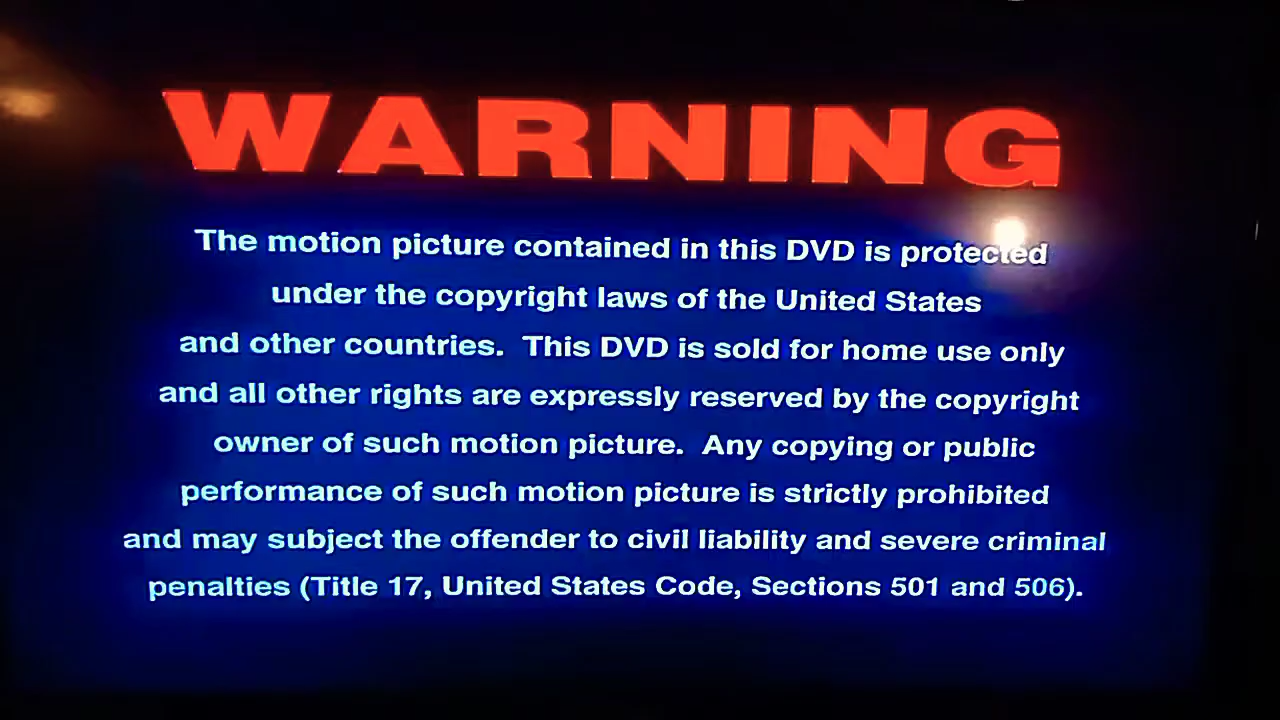 WARNING
The motion picture contained in this DVD is protected
under the copyright laws of the United States
and other countries.  This DVD is sold for home use only
and all other rights are expressly reserved by the copyright
owner of such motion picture.  Any copying or public
performance of such motion picture is strictly prohibited
and may subject the offender to civil liability and severe criminal
penalties (Title 17, United States Code, Sections 501 and 506).